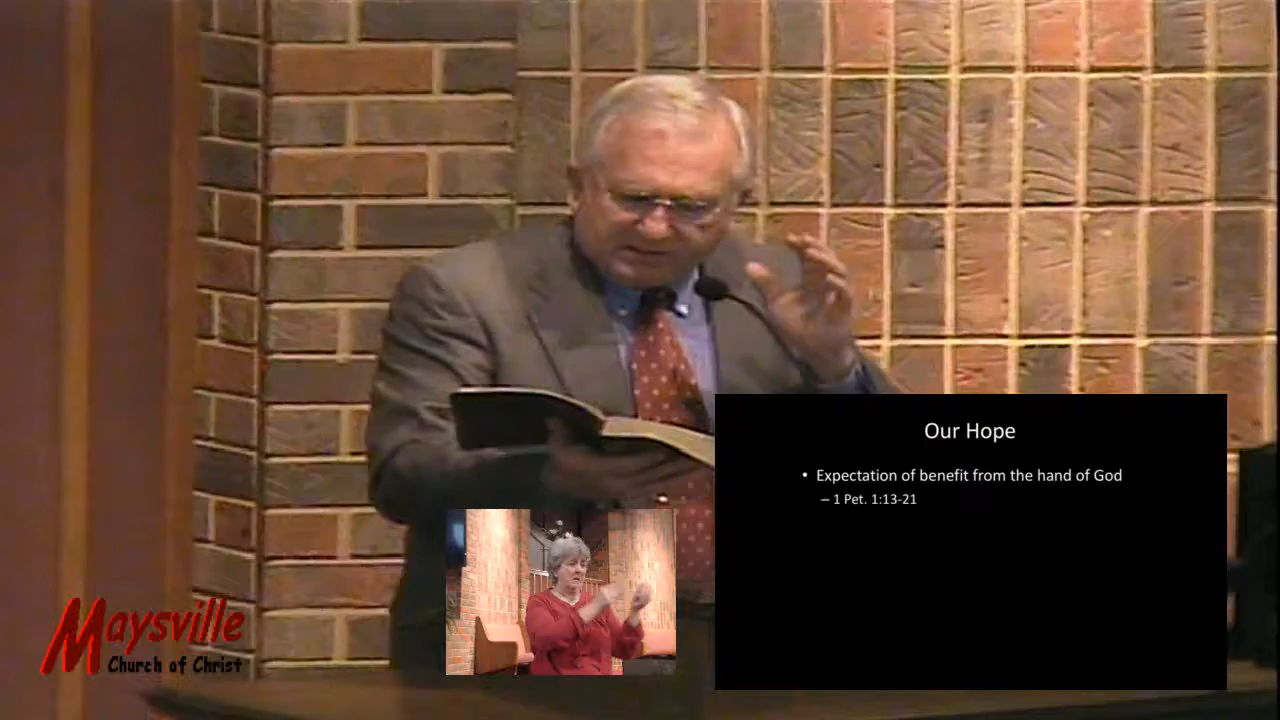 Our Hope
• Expectation of benefit from the hand of God
– 1 Pet. 1:13-21
Maysville
Church of Christ